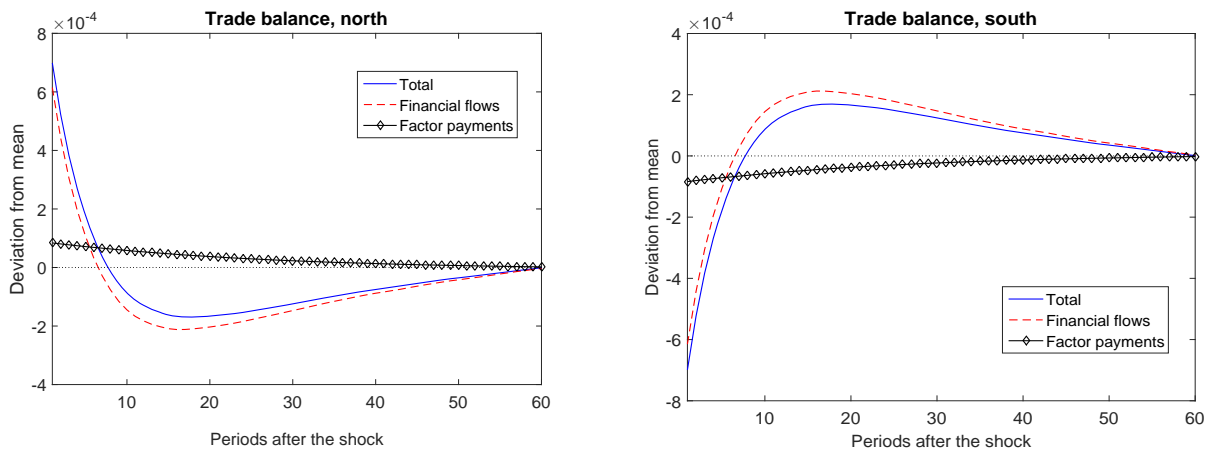 Trade balance, north
×10⁻⁴
8
6
4
2
0
-2
-4
10 20 30 40 50 60
Deviation from mean
Periods after the shock
Total
Financial flows
Factor payments
Trade balance, south
×10⁻⁴
4
2
0
-2
-4
-6
-8
10 20 30 40 50 60
Deviation from mean
Periods after the shock
Total
Financial flows
Factor payments